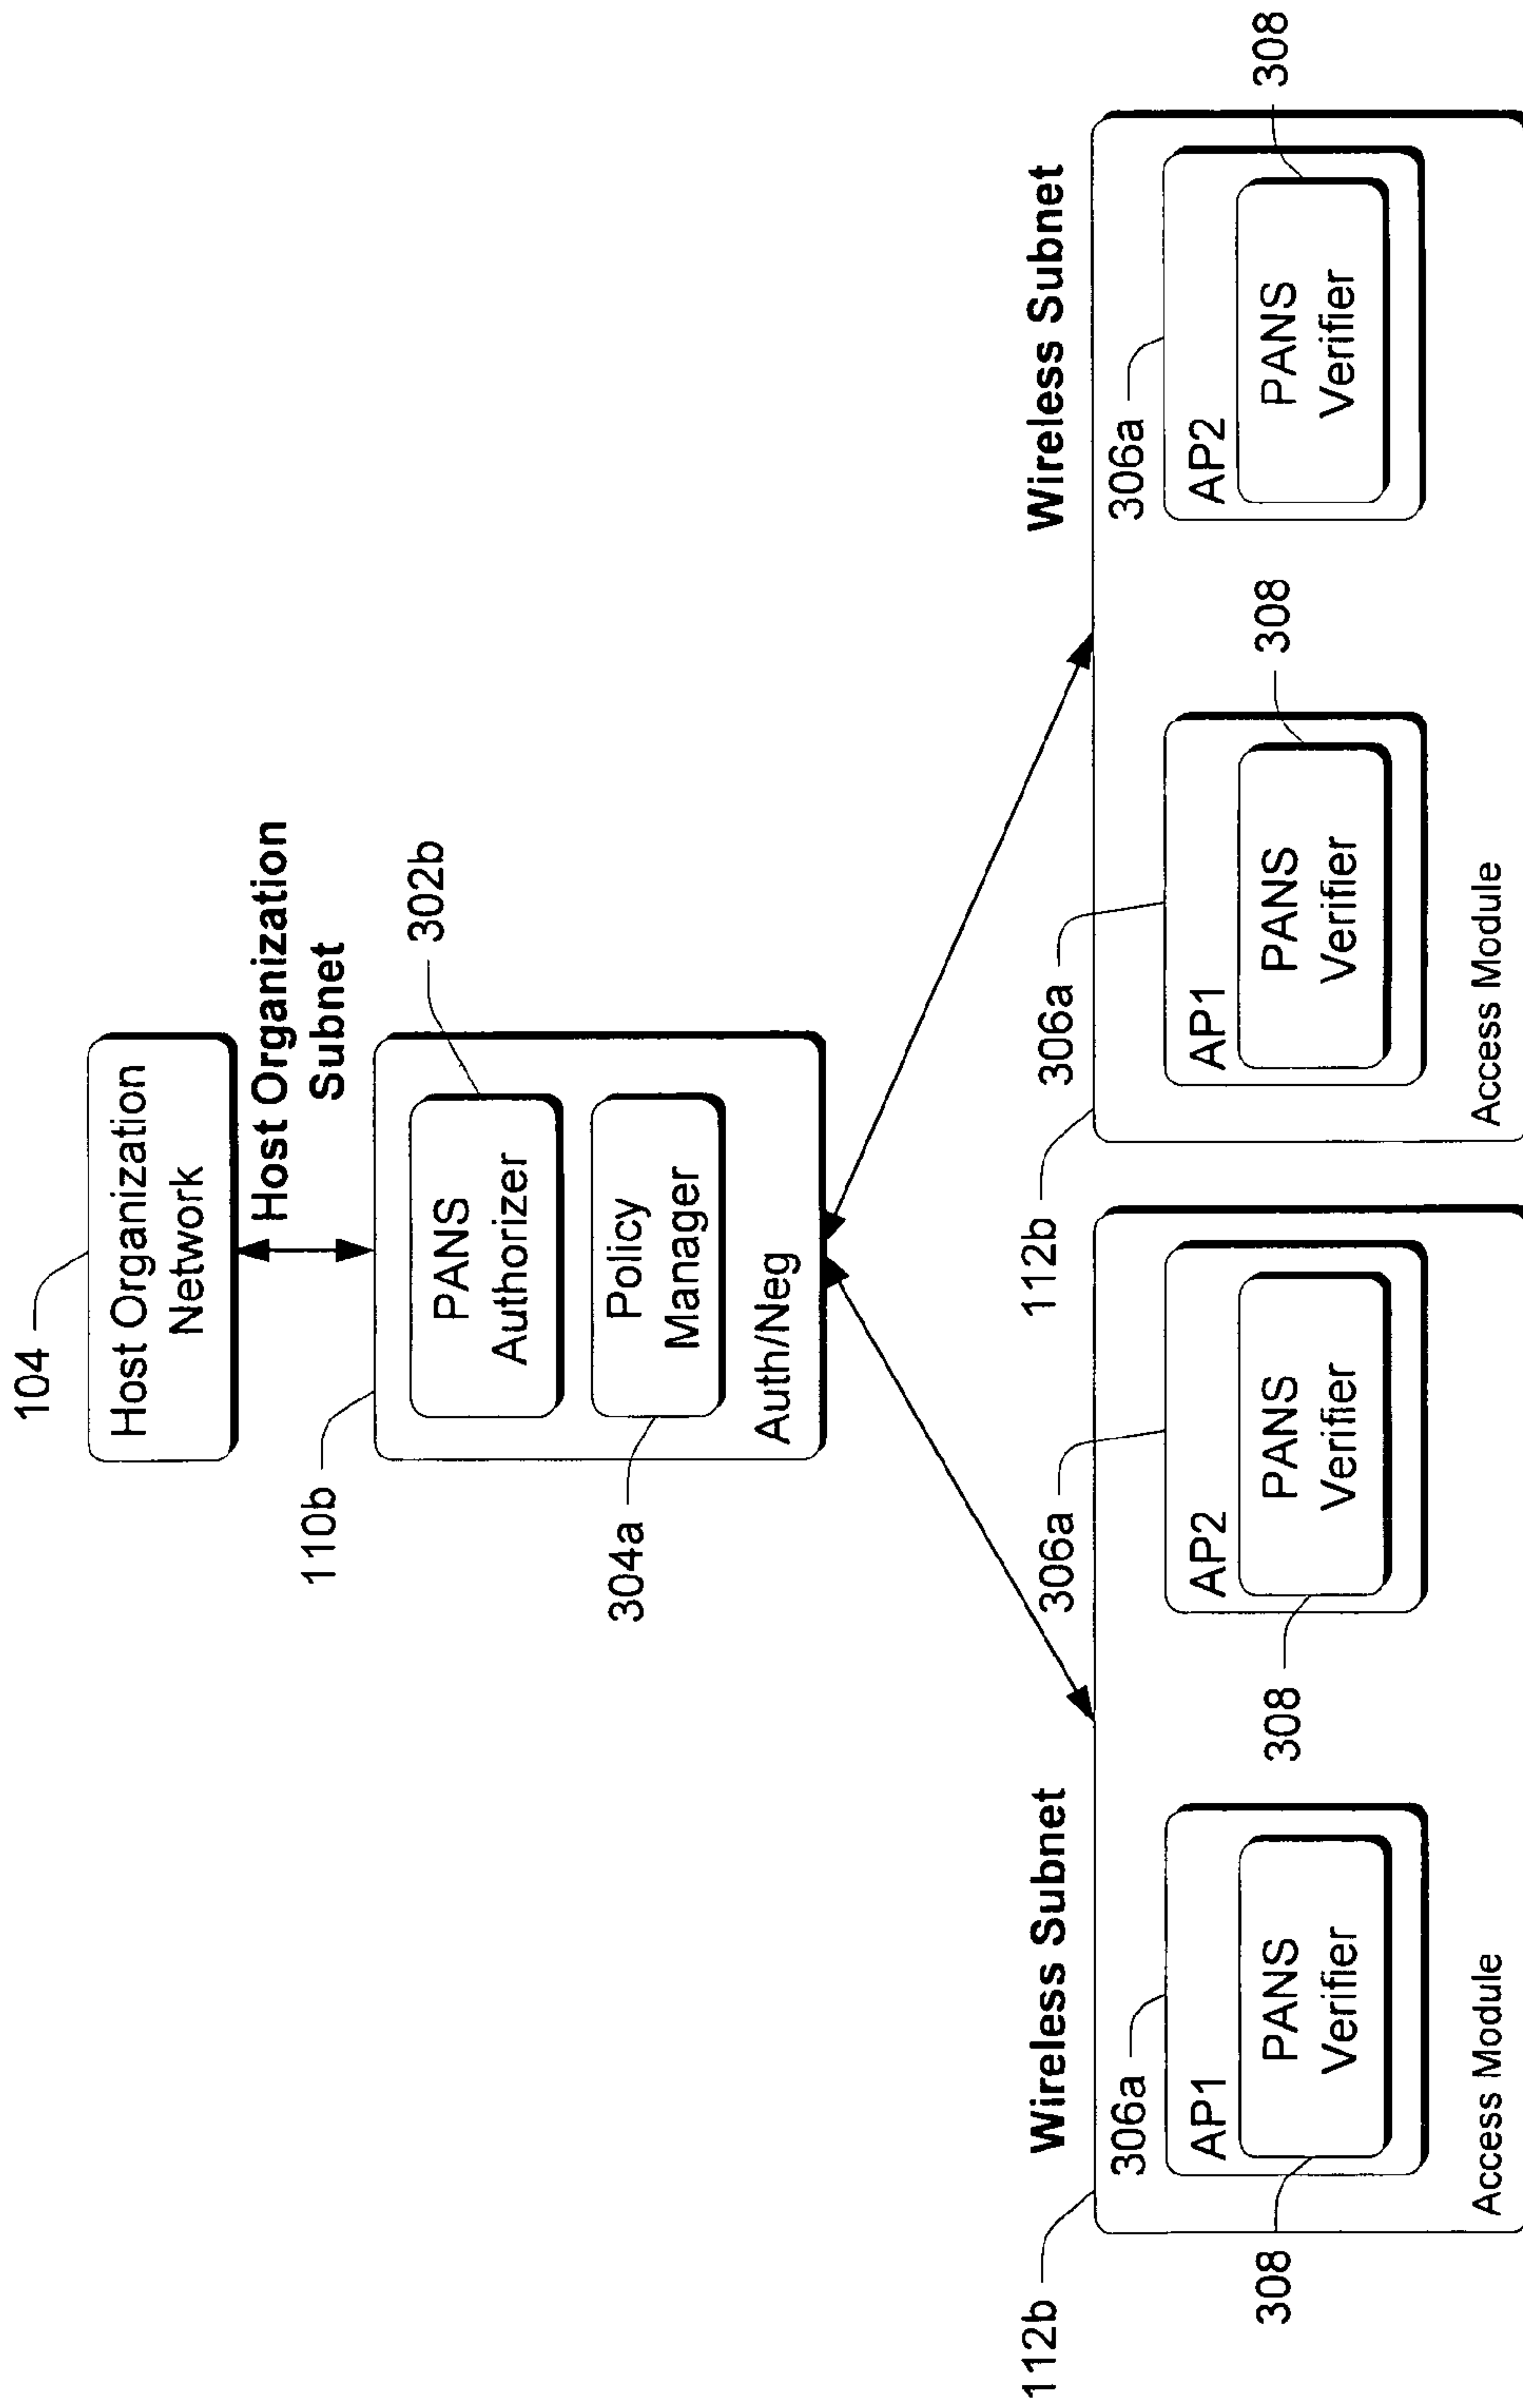 104
Host Organization
Network
Host Organization
Subnet
110b
302b
PANS
Authorizer
304a
Policy
Manager
Auth/Neg
Wireless Subnet
112b
306a
AP1
PANS
Verifier
308
306a
AP2
PANS
Verifier
308
Access Module
Wireless Subnet
112b
306a
AP1
PANS
Verifier
308
306a
AP2
PANS
Verifier
308
Access Module